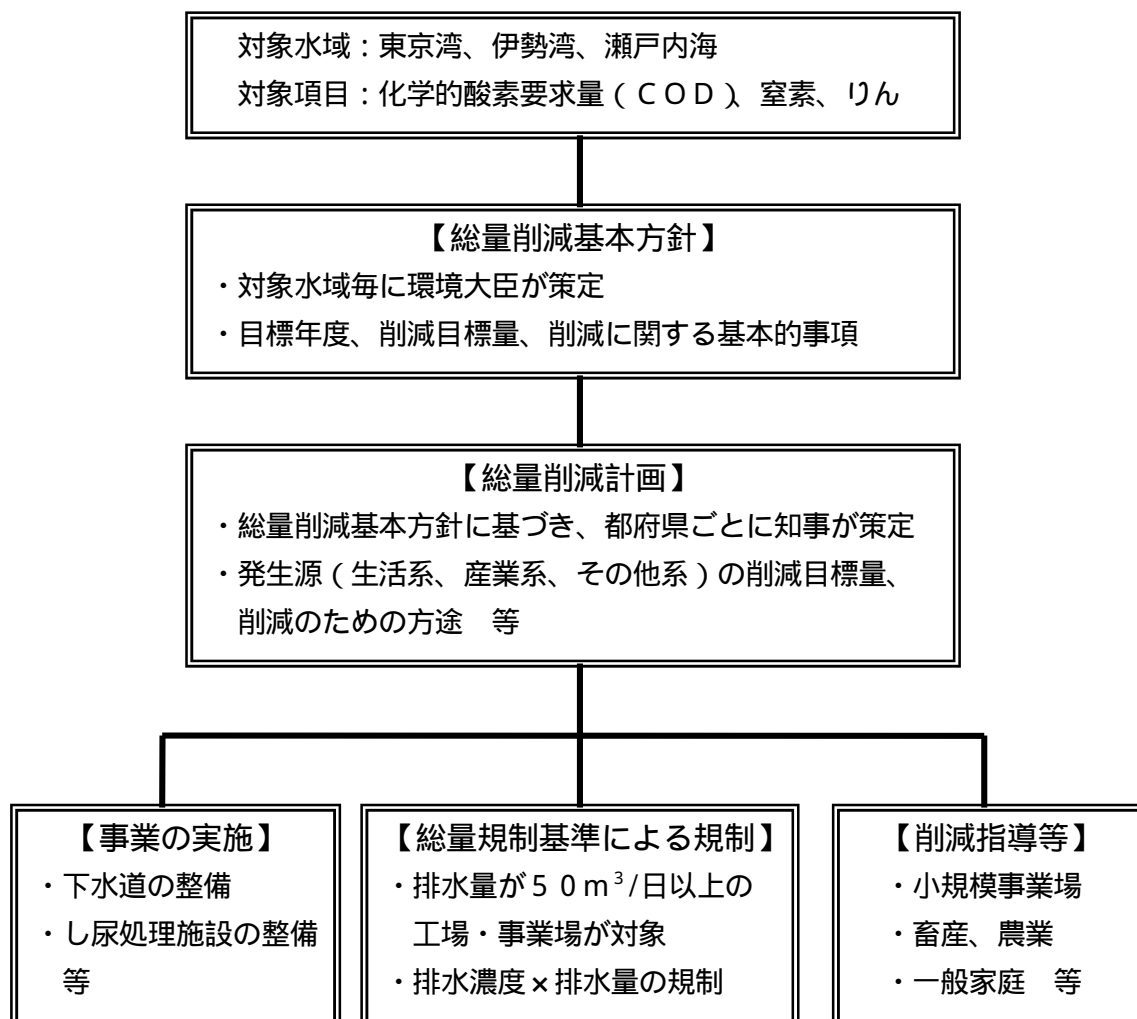 対象水域：東京湾、伊勢湾、瀬戸内海
対象項目：化学的酸素要求量（ＣＯＤ）、窒素、りん
【総量削減基本方針】
・対象水域毎に環境大臣が策定
・目標年度、削減目標量、削減に関する基本的事項
【総量削減計画】
・総量削減基本方針に基づき、都府県ごとに知事が策定
・発生源（生活系、産業系、その他系）の削減目標量、
削減のための方途　等
【事業の実施】
・下水道の整備
・し尿処理施設の整備
等
【総量規制基準による規制】
・排水量が５０ｍ³/日以上の
工場・事業場が対象
・排水濃度×排水量の規制
【削減指導等】
・小規模事業場
・畜産、農業
・一般家庭　等